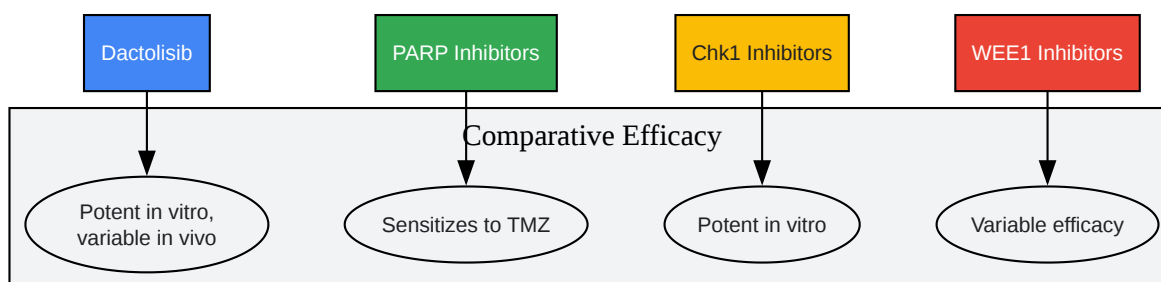 Dactolisib
PARP Inhibitors
Chk1 Inhibitors
WEE1 Inhibitors
Comparative Efficacy
Potent in vitro,
variable in vivo
Sensitizes to TMZ
Potent in vitro
Variable efficacy